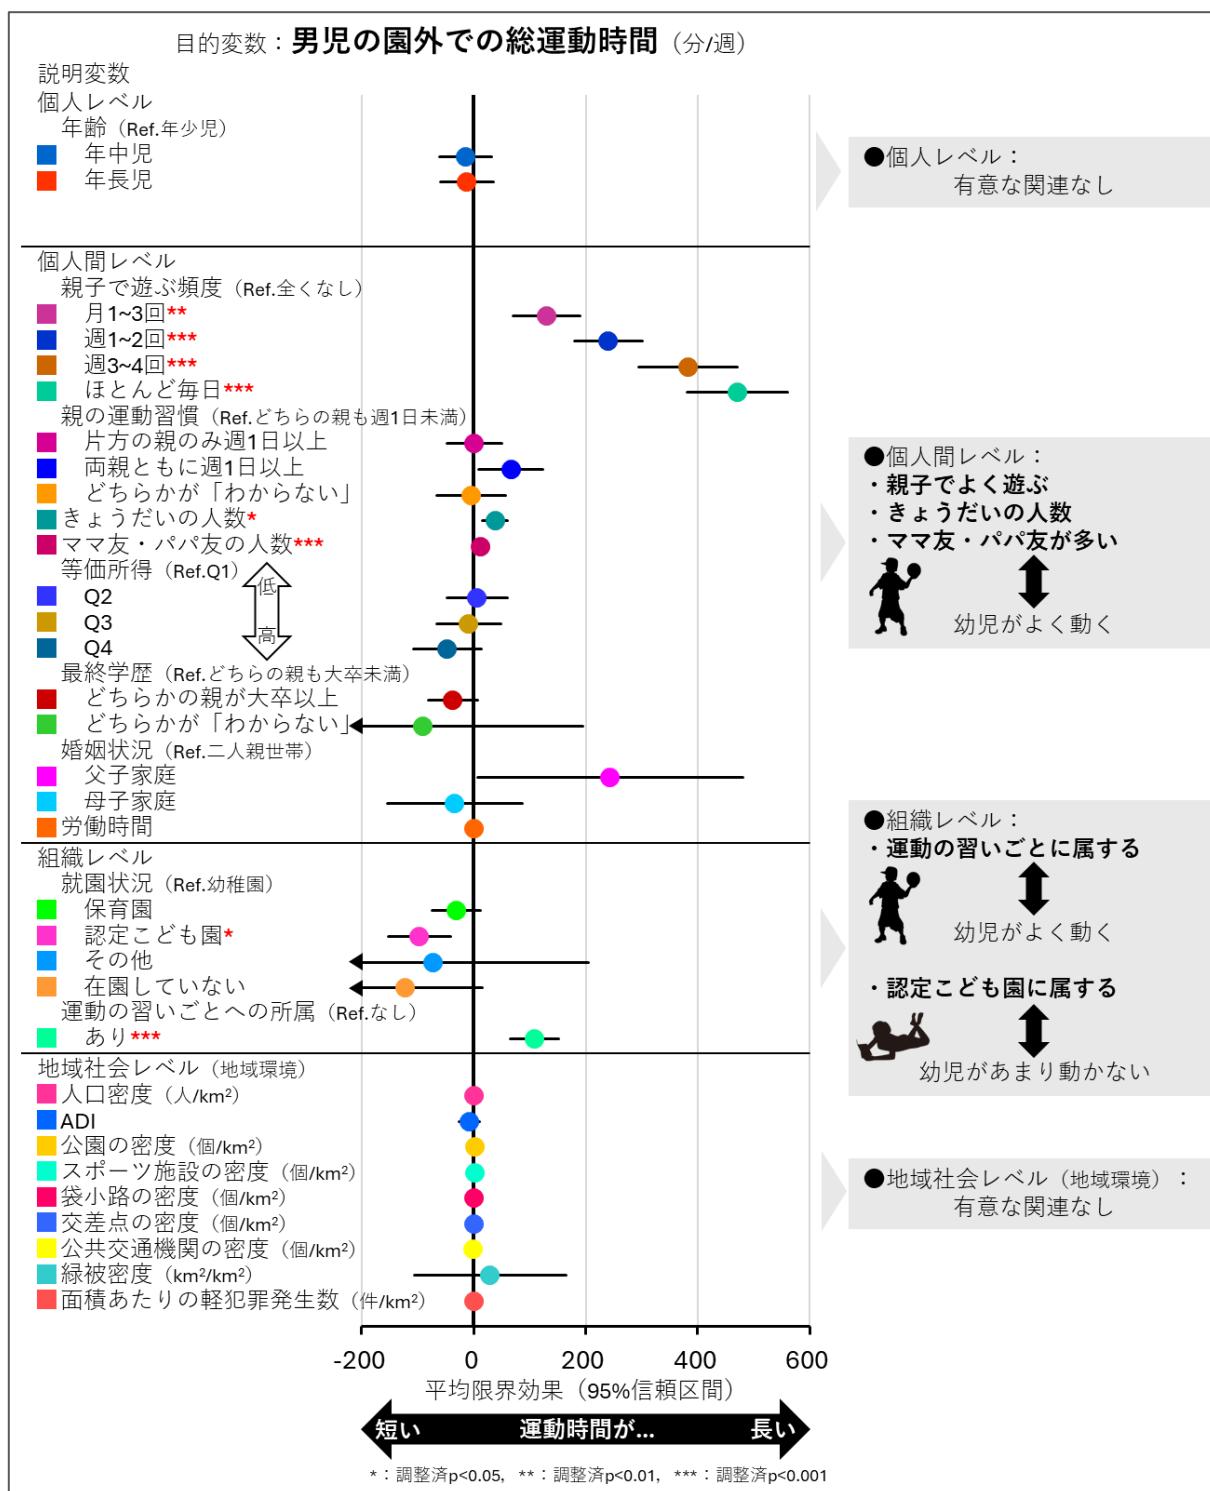 目的変数：男児の園外での総運動時間（分/週）
説明変数
個人レベル
年齢（Ref.年少児）
年中児
年長児
●個人レベル：
有意な関連なし
個人間レベル
親子で遊ぶ頻度（Ref.全くなし）
月1~3回**
週1~2回***
週3~4回***
ほとんど毎日***
親の運動習慣（Ref.どちらの親も週1日未満）
片方の親のみ週1日以上
両親ともに週1日以上
どちらかが「わからない」
きょうだいの人数*
ママ友・パパ友の人数***
等価所得（Ref.Q1）
低
Q2
Q3
高
Q4
最終学歴（Ref.どちらの親も大卒未満）
どちらかの親が大卒以上
どちらかが「わからない」
婚姻状況（Ref.二人親世帯）
父子家庭
母子家庭
労働時間
●個人間レベル：
・親子でよく遊ぶ
・きょうだいの人数
・ママ友・パパ友が多い
幼児がよく動く
組織レベル
就園状況（Ref.幼稚園）
保育園
認定こども園*
その他
在園していない
運動の習いごとへの所属（Ref.なし）
あり***
●組織レベル：
・運動の習いごとに属する
幼児がよく動く
・認定こども園に属する
幼児があまり動かない
地域社会レベル（地域環境）
人口密度（人/km²）
ADI
公園の密度（個/km²）
スポーツ施設の密度（個/km²）
袋小路の密度（個/km²）
交差点の密度（個/km²）
公共交通機関の密度（個/km²）
緑被密度（km²/km²）
面積あたりの軽犯罪発生数（件/km²）
●地域社会レベル（地域環境）：
有意な関連なし
-200 0 200 400 600
平均限界効果（95%信頼区間）
短い 運動時間が... 長い
*：調整済p<0.05, **：調整済p<0.01, ***：調整済p<0.001